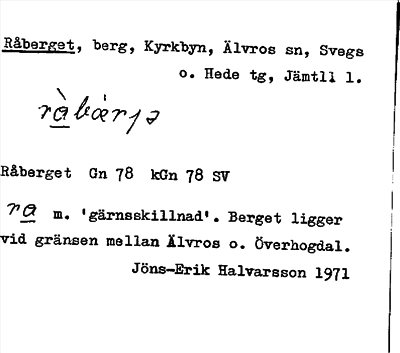 Råberget, berg, Kyrkbyn, Älvros sn, Svegs
o. Hede tg, Jämtll l.
Råberget Gn 78 kGn 78 SV
m. 'gärnsskillnad'. Berget ligger
vid gränsen mellan Älvros o. Överhogdal.
Jöns-Erik Halvarsson 1971